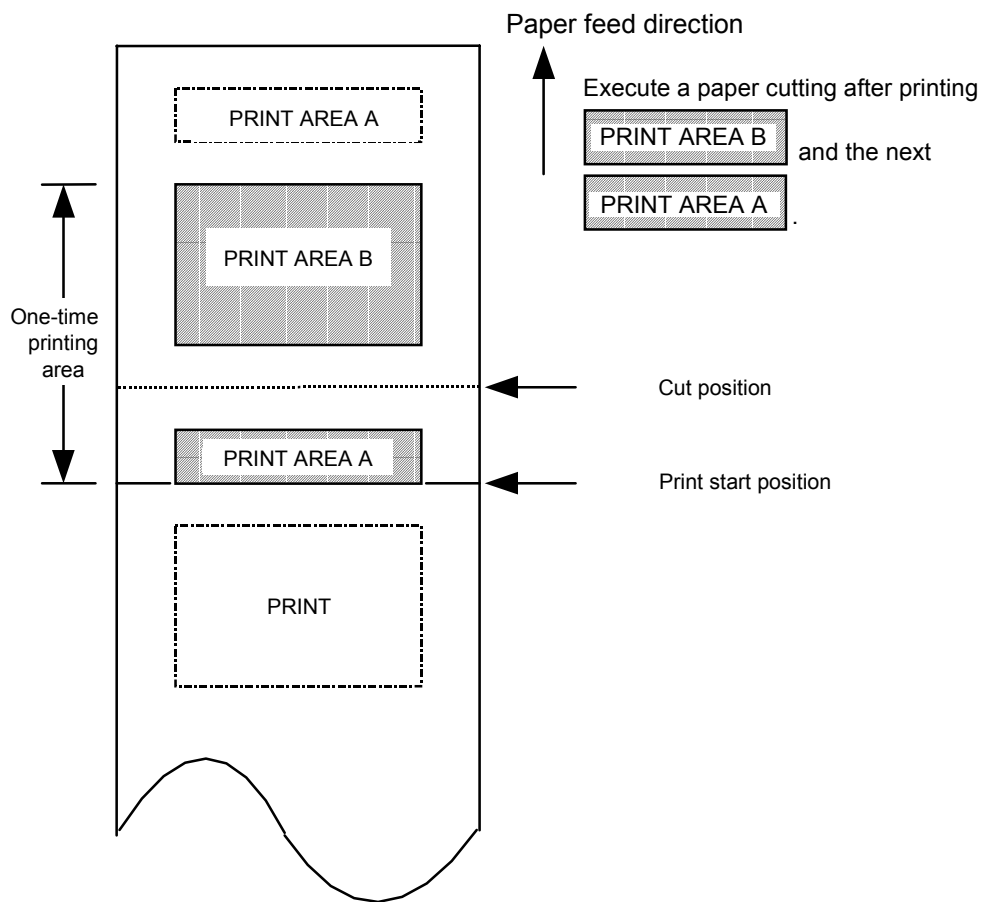 Paper feed direction
Execute a paper cutting after printing
PRINT AREA B and the next
PRINT AREA A .
PRINT AREA A
PRINT AREA B
One-time
printing
area
Cut position
PRINT AREA A
Print start position
PRINT